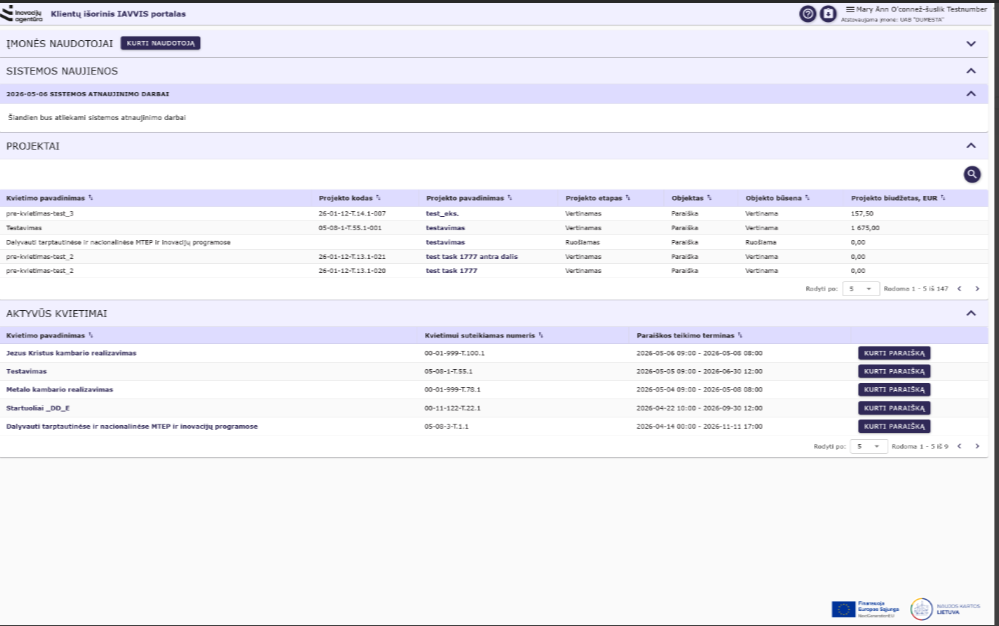 inovacijų
agentūra
Klientų išorinis IAVVIS portalas
Mary Ann O'connež-šuslik Testnumber
Atstovaujama įmonė: UAB "DUMESTA"
ĮMONĖS NAUDOTOJAI KURTI NAUDOTOJĄ
SISTEMOS NAUJIENOS
2026-05-06 SISTEMOS ATNAUJINIMO DARBAI
Šiandien bus atliekami sistemos atnaujinimo darbai
PROJEKTAI
Kvietimo pavadinimas Projekto kodas Projekto pavadinimas Projekto etapas Objektas Objekto būsena Projekto biudžetas, EUR
pre-kvietimas-test_3 26-01-12-T.14.1-087 test_eks. Vertinamas Paraiška Vertinama 157,50
Testavimas 05-08-1-T.55.1-001 testavimas Vertinamas Paraiška Vertinama 1 675,00
Dalyvauti tarptautinėse ir nacionalinėse MTEP ir inovacijų programose testavimas Ruošiamas Paraiška Ruošiama 0,00
pre-kvietimas-test_2 26-01-12-T.13.1-021 test task 1777 antra dalis Vertinamas Paraiška Vertinama 0,00
pre-kvietimas-test_2 26-01-12-T.13.1-020 test task 1777 Vertinamas Paraiška Vertinama 0,00
Rodyti po: 5 Rodoma 1 - 5 iš 147
AKTYVŪS KVIETIMAI
Kvietimo pavadinimas Kvietimui suteikiamas numeris Paraiškos teikimo terminas
Jezus Kristus kambario realizavimas 00-01-999-T.100.1 2026-05-06 09:00 - 2026-05-08 08:00 KURTI PARAIŠKĄ
Testavimas 05-08-1-T.55.1 2026-05-05 09:00 - 2026-06-30 12:00 KURTI PARAIŠKĄ
Metalo kambario realizavimas 00-01-999-T.78.1 2026-05-04 09:00 - 2026-05-08 08:00 KURTI PARAIŠKĄ
Startuoliai _DD_E 00-11-122-T.22.1 2026-04-22 10:00 - 2026-09-30 12:00 KURTI PARAIŠKĄ
Dalyvauti tarptautinėse ir nacionalinėse MTEP ir inovacijų programose 05-08-3-T.1.1 2026-04-14 00:00 - 2026-11-11 17:00 KURTI PARAIŠKĄ
Rodyti po: 5 Rodoma 1 - 5 iš 9
Finansuoja
Europos Sąjunga
NextGenerationEU
NAUJOS KARTOS
LIETUVA